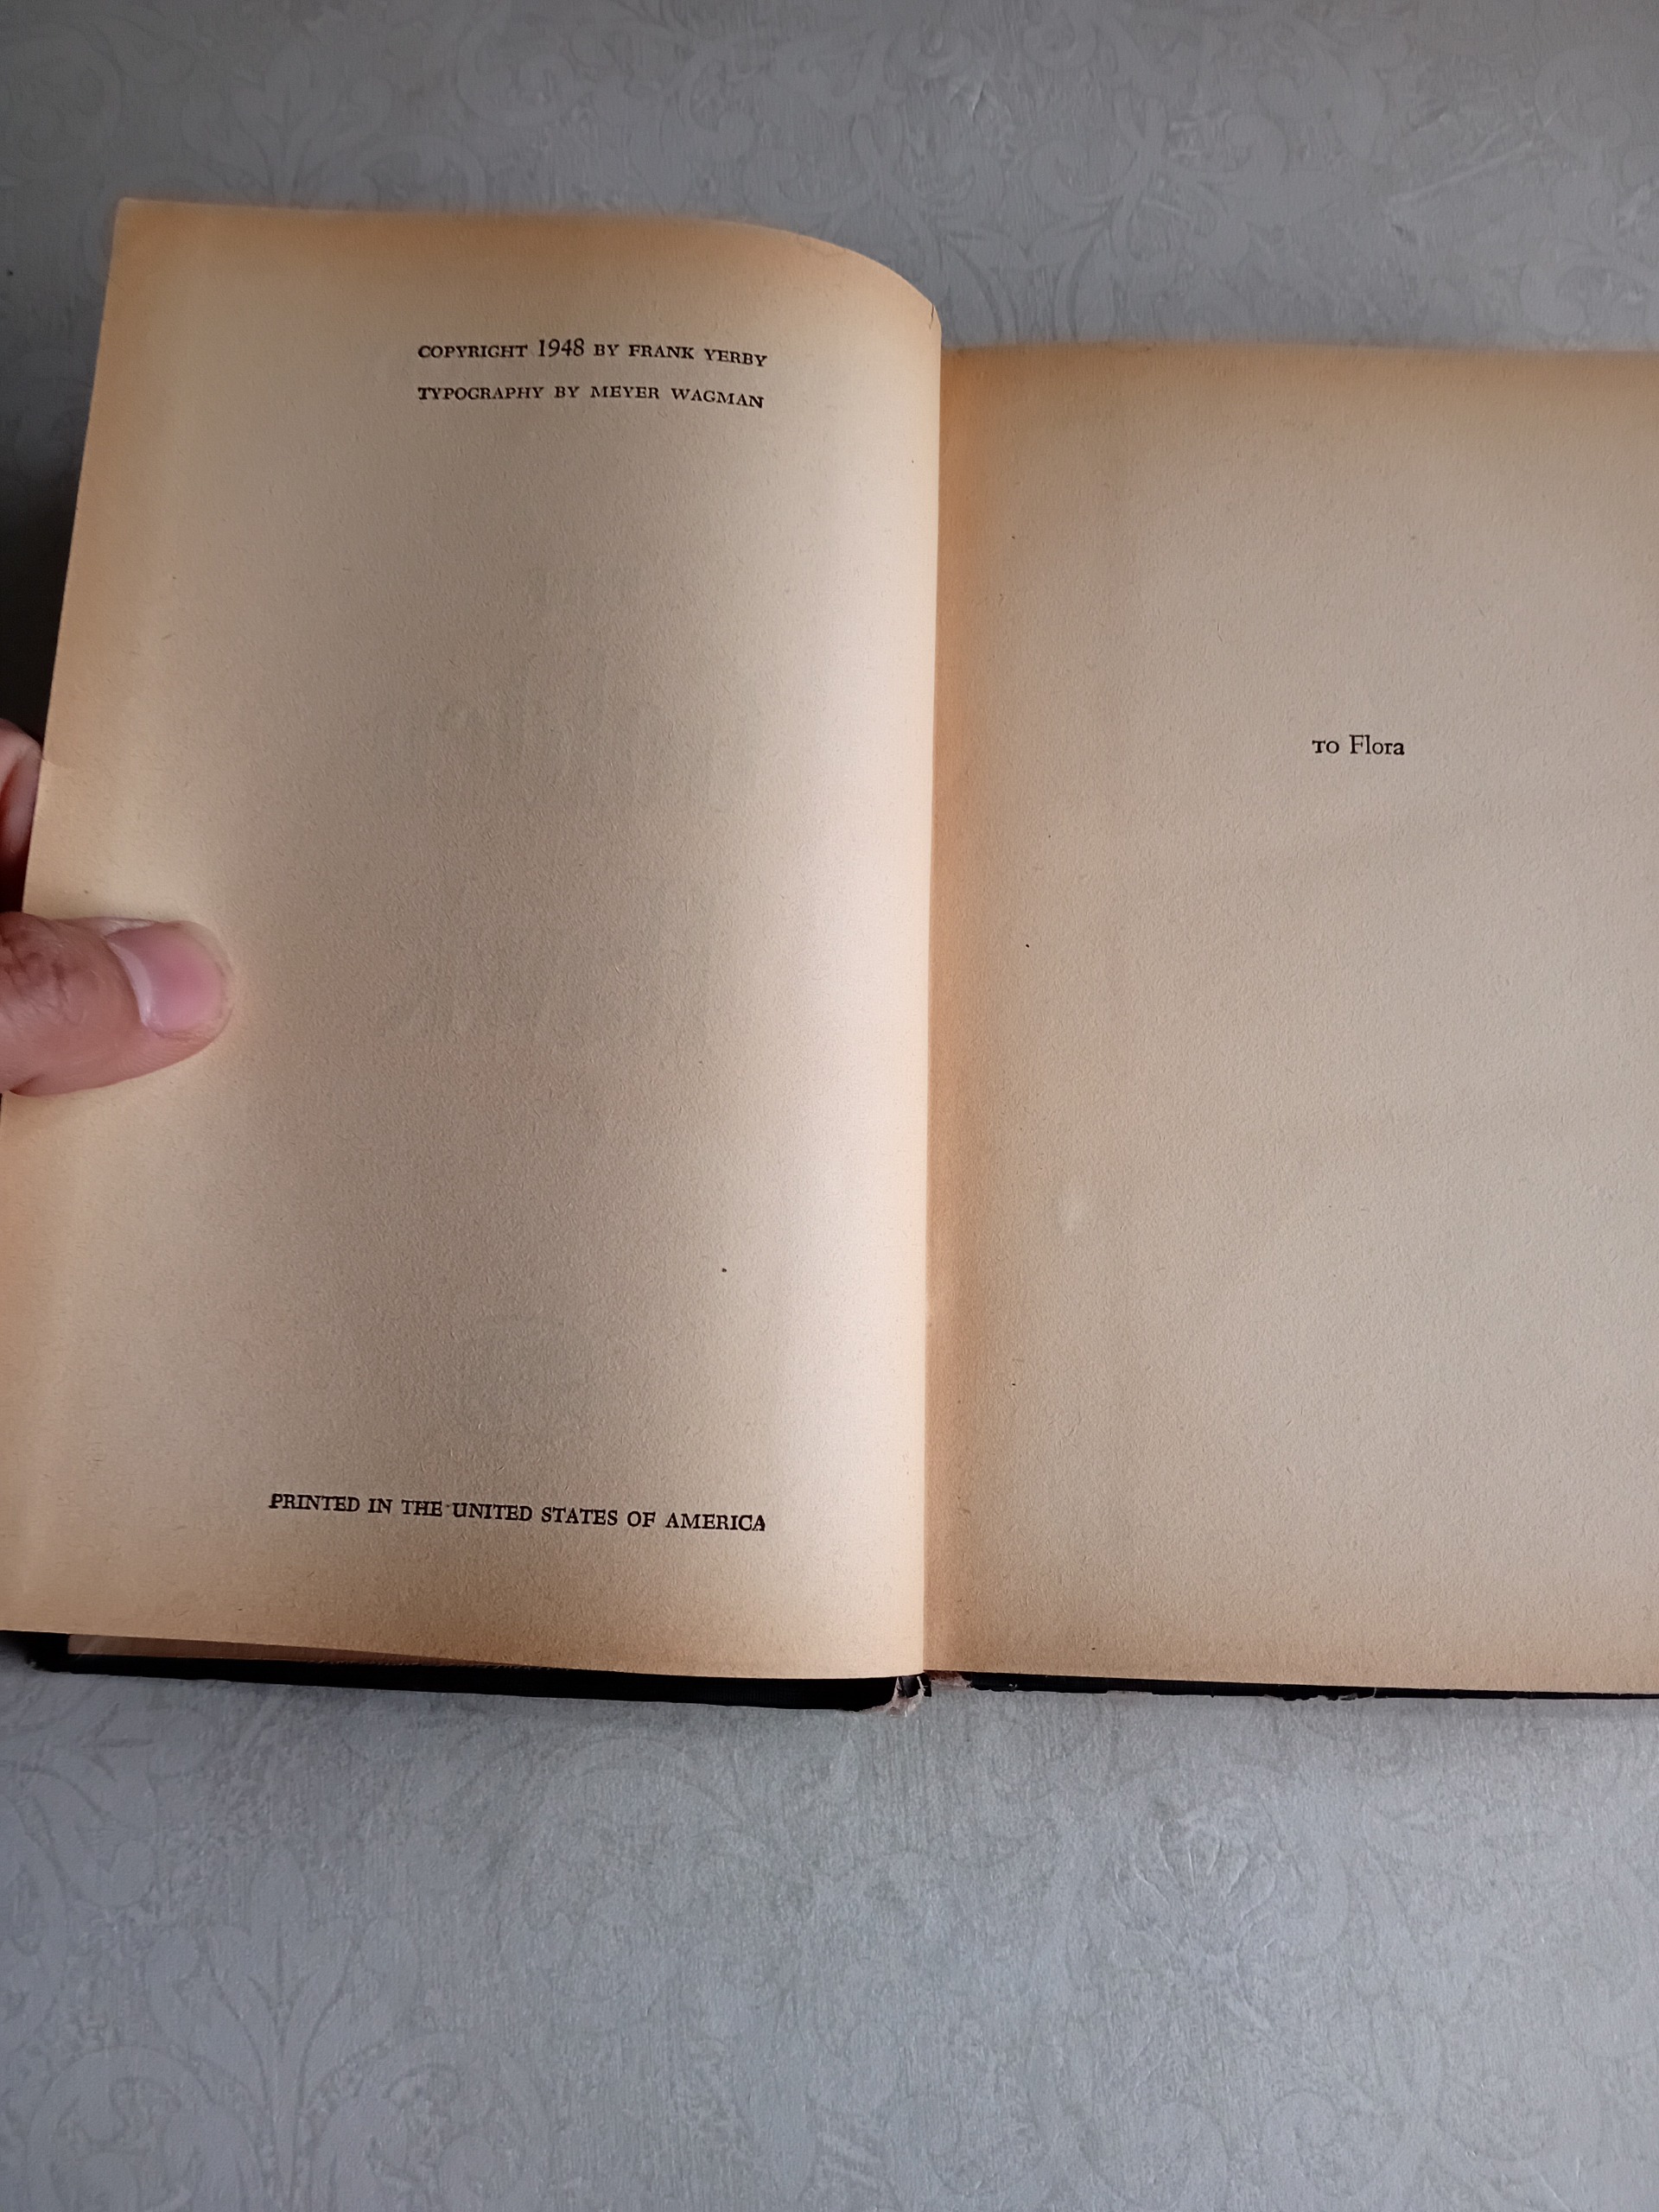 COPYRIGHT 1948 BY FRANK YERBY
TYPOGRAPHY BY MEYER WAGMAN
PRINTED IN THE UNITED STATES OF AMERICA
TO Flora